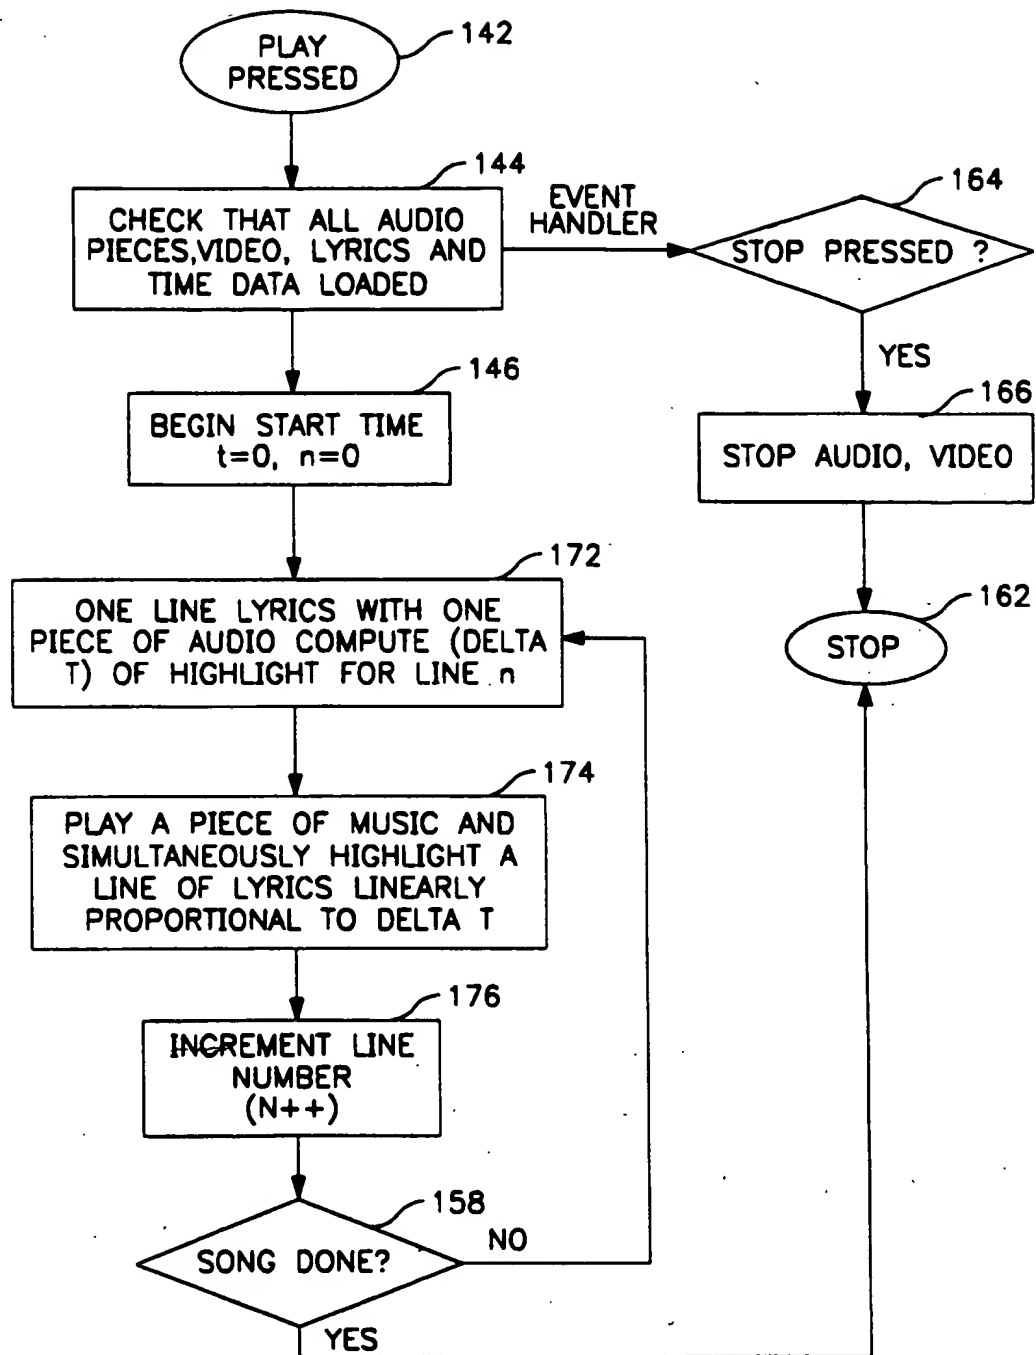 PLAY
PRESSED
142
144
CHECK THAT ALL AUDIO
PIECES,VIDEO, LYRICS AND
TIME DATA LOADED
EVENT
HANDLER
164
STOP PRESSED ?
YES
146
BEGIN START TIME
t=0, n=0
166
STOP AUDIO, VIDEO
172
ONE LINE LYRICS WITH ONE
PIECE OF AUDIO COMPUTE (DELTA
T) OF HIGHLIGHT FOR LINE n
162
STOP
174
PLAY A PIECE OF MUSIC AND
SIMULTANEOUSLY HIGHLIGHT A
LINE OF LYRICS LINEARLY
PROPORTIONAL TO DELTA T
176
INCREMENT LINE
NUMBER
(N++)
158
SONG DONE?
NO
YES